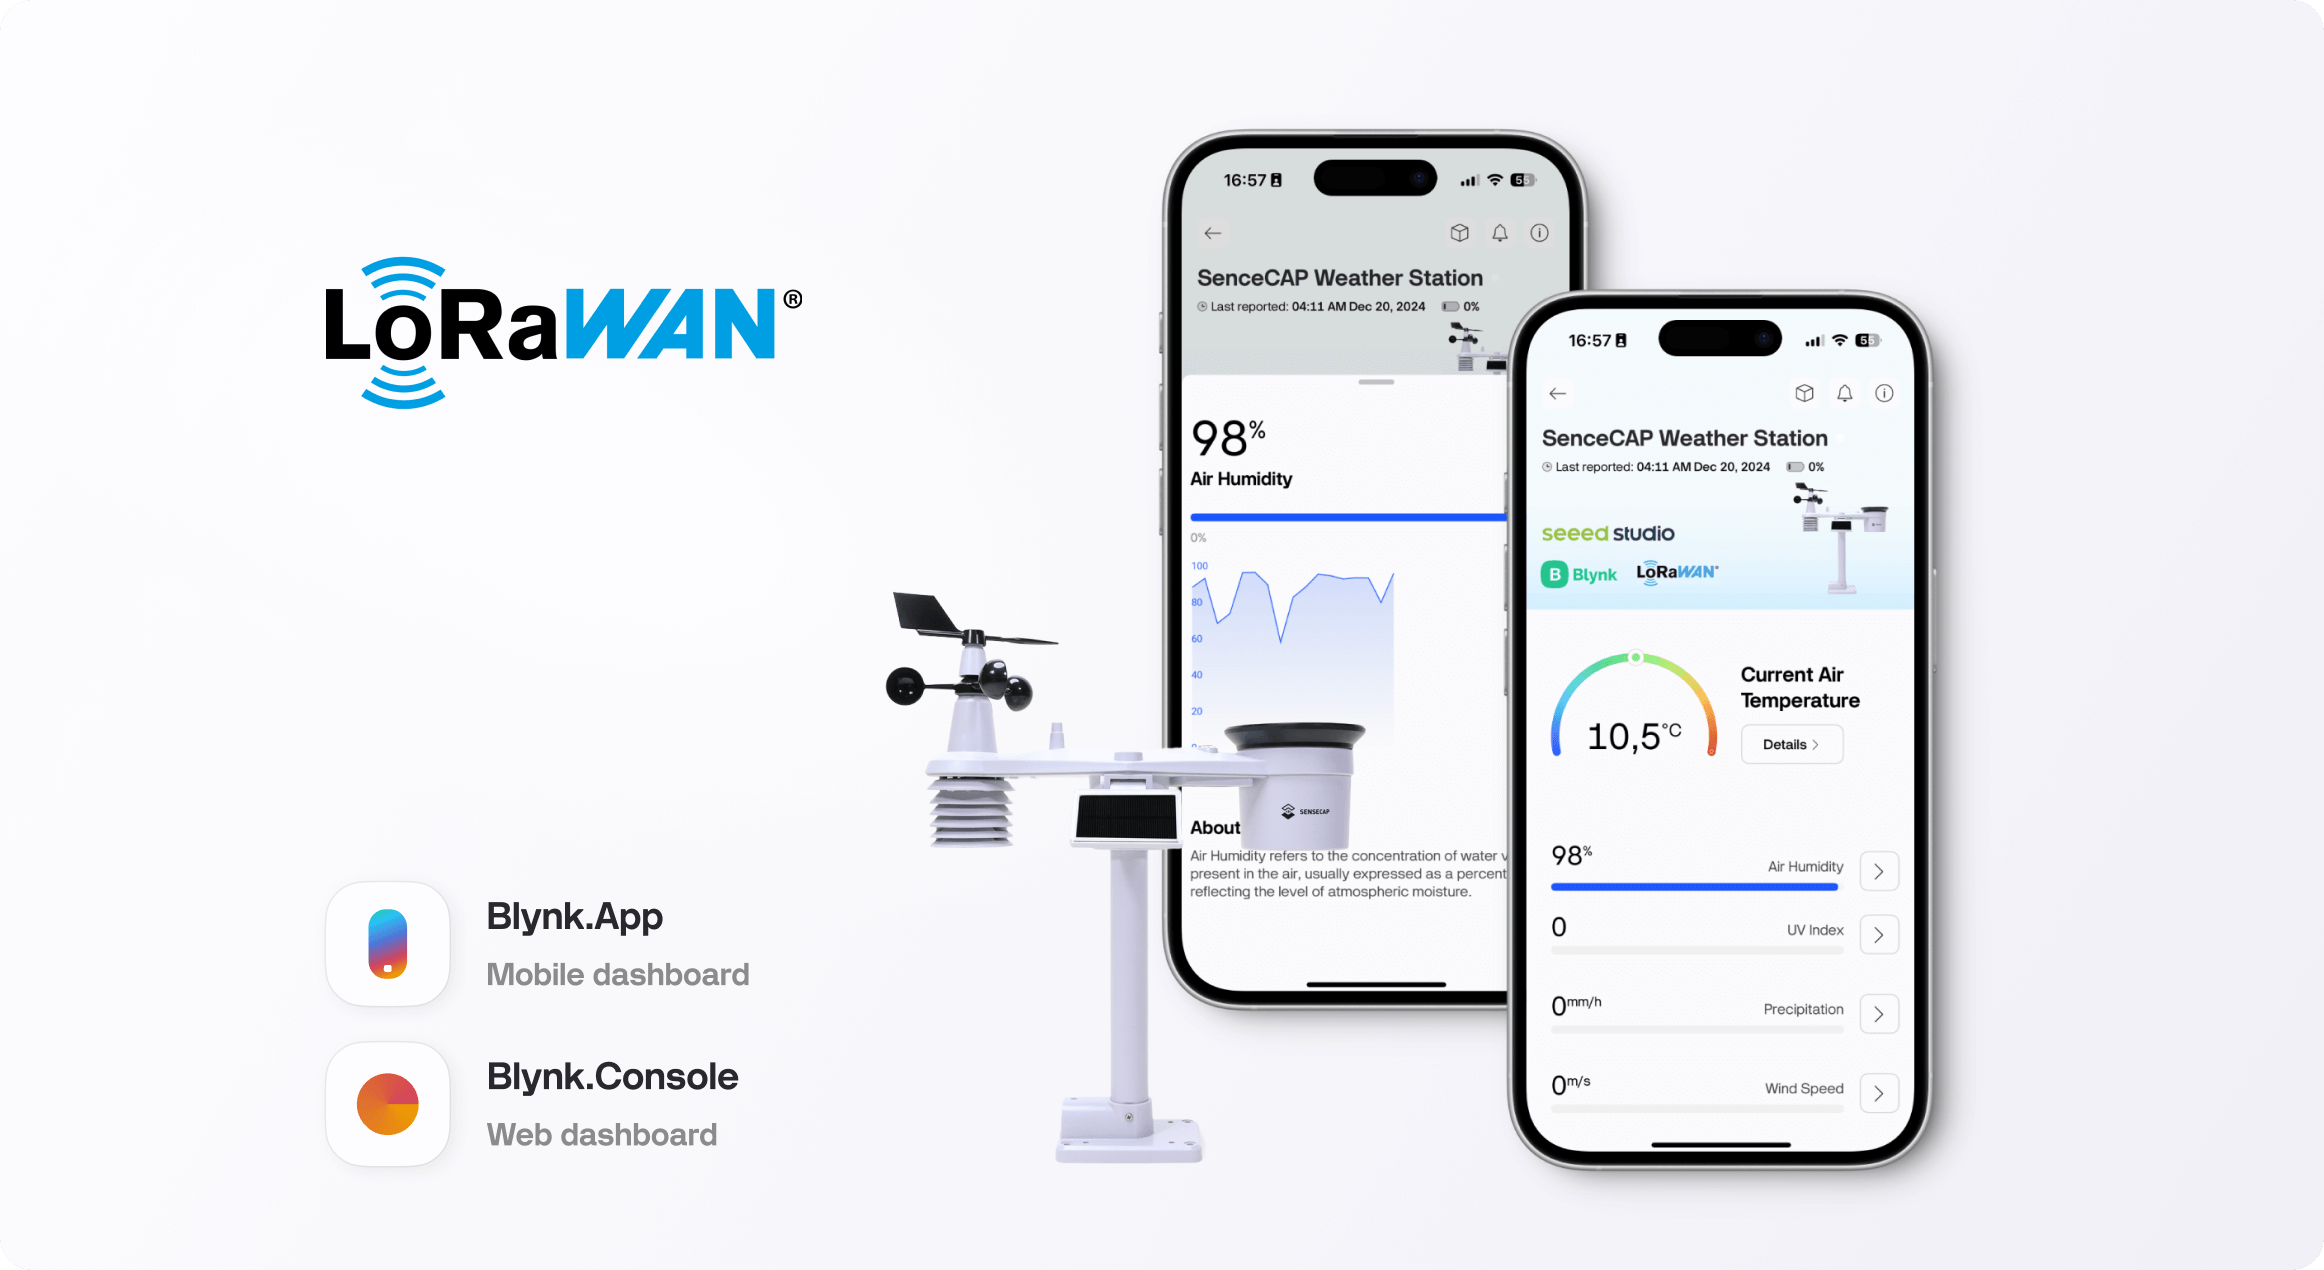 LoRaWAN®
Blynk.App
Mobile dashboard
Blynk.Console
Web dashboard
SENSECAP
16:57
55
SenceCAP Weather Station
Last reported: 04:11 AM Dec 20, 2024 0%
98%
Air Humidity
0%
100
80
60
40
20
About
Air Humidity refers to the concentration of water v
present in the air, usually expressed as a percent
reflecting the level of atmospheric moisture.
16:57
55
SenceCAP Weather Station
Last reported: 04:11 AM Dec 20, 2024 0%
seeed studio
B Blynk LoRaWAN
Current Air
Temperature
10,5°C
Details
98%
Air Humidity
0
UV Index
0mm/h
Precipitation
0m/s
Wind Speed